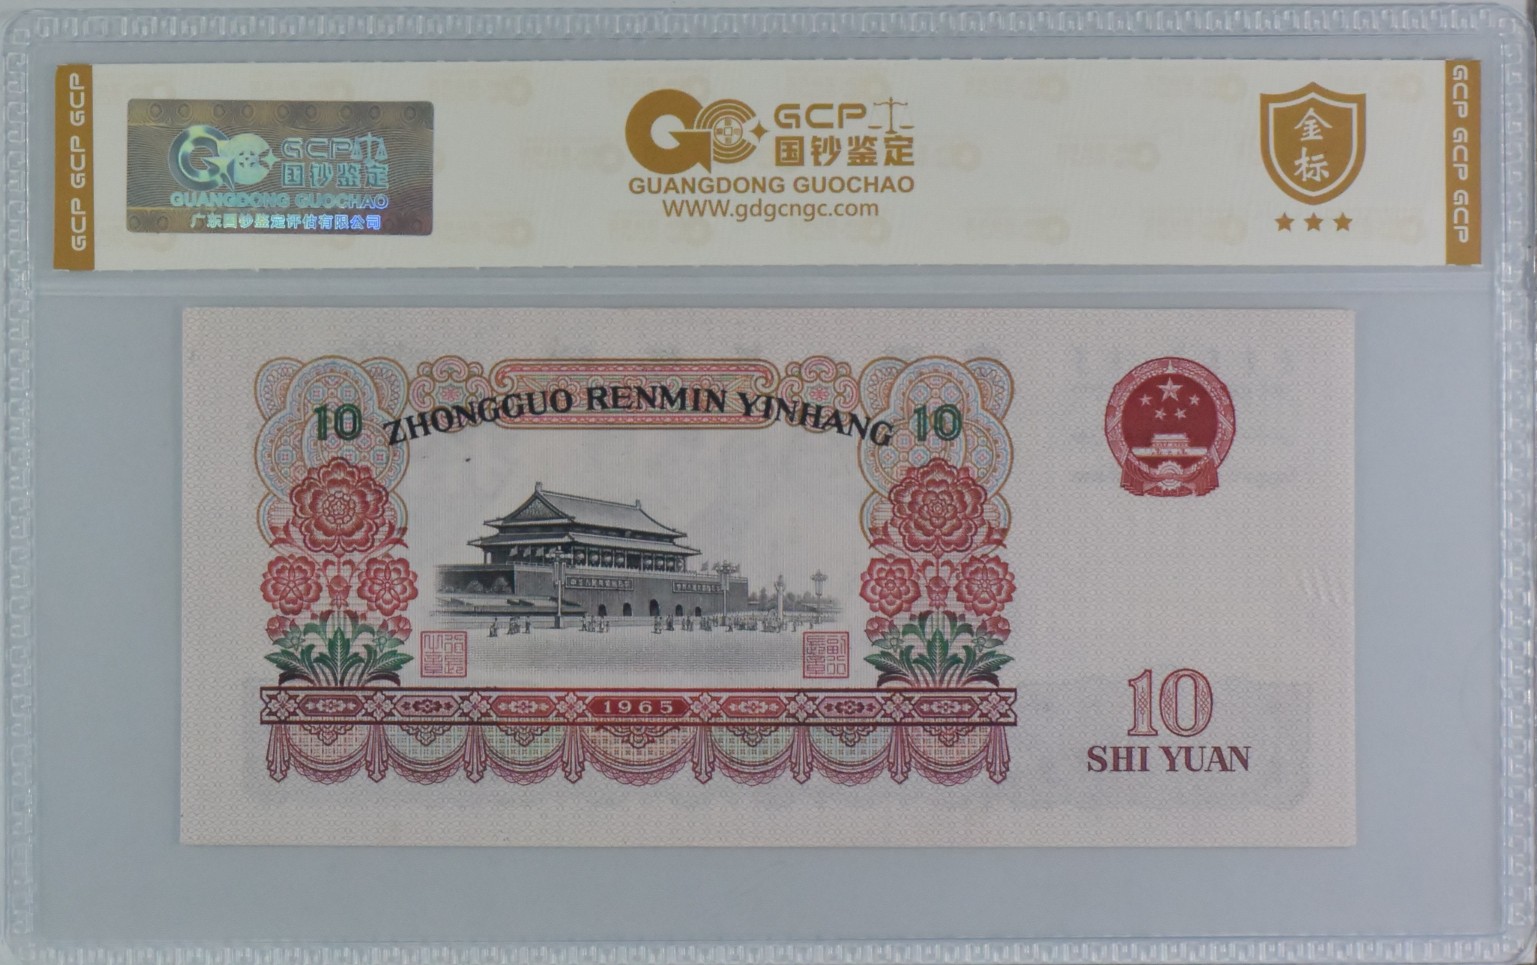 GCP GCP GCP
GCP
国钞鉴定
GUANGDONG GUOCHAO
广东国钞鉴定评估有限公司
GCP
国钞鉴定
GUANGDONG GUOCHAO
WWW.gdgcngc.com
金标
GCP GCP GCP
10 ZHONGGUO RENMIN YINHANG 10
1965
10
SHI YUAN